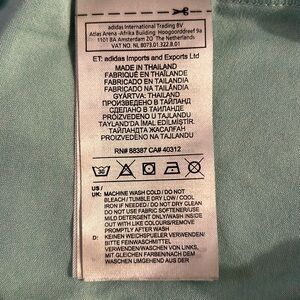 adidas International Trading BV
Atlas Arena -Afrika Building Hoogoorddreef 9a
1101 BA Amsterdam ZO The Netherlands
VAT NO. NL 8073.01.322.B.01
ET: adidas Imports and Exports Ltd
MADE IN THAILAND
FABRIQUÉ EN THAÏLANDE
FABRICADO EN TAILANDIA
FABRICADO NA TAILÂNDIA
GYÁRTVA: THAIFÖLD
ПРОИЗВЕДЕНО В ТАЙЛАНД
СДЕЛАНО В ТАИЛАНДЕ
PROIZVEDENO U TAJLANDU
TAYLAND'DA İMAL EDİLMİŞTİR.
ТАЙЛАНДТА ЖАСАЛҒАН
PROIZVEDENO U TAJLANDU
RN# 88387 CA# 40312
US /
UK: MACHINE WASH COLD / DO NOT
BLEACH / TUMBLE DRY LOW / COOL
IRON IF NEEDED / DO NOT DRY CLEAN
DO NOT USE FABRIC SOFTENER/USE
MILD DETERGENT ONLY/WASH INSIDE
OUT WITH LIKE COLOURS/REMOVE
PROMPTLY AFTER WASH
D: KEINEN WEICHSPUELER VERWENDEN/
BITTE FEINWASCHMITTEL
VERWENDEN/WASCHEN VON LINKS,
MIT GLEICHEN FARBEN/NACH DEM
WASCHEN UMGEHEND AUS DER